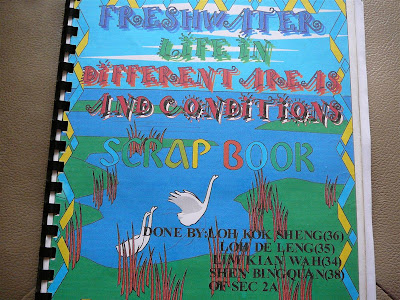 FRESHWATER
LIFE IN
DIFFERENT AREAS
AND CONDITIONS
SCRAP BOOK
DONE BY:LOH KOK SHENG(36)
LOH DE LENG(35)
LIM KIAN WAH(34)
SHEN BINGQUAN(38)
OF SEC 2A